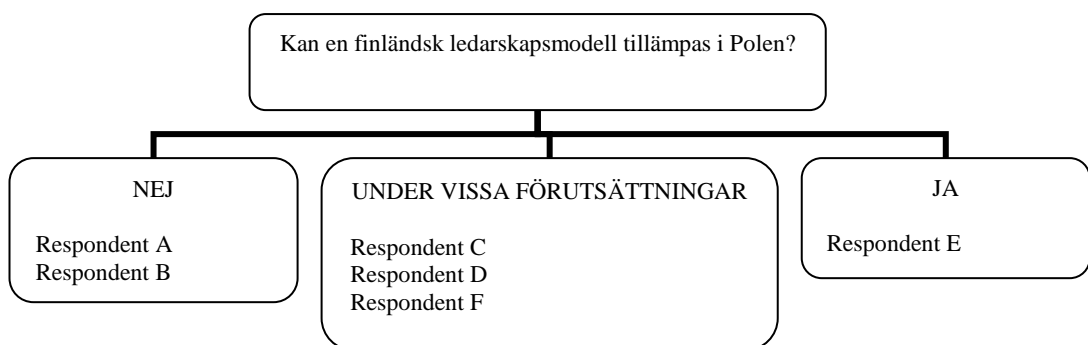 Kan en finländsk ledarskapsmodell tillämpas i Polen?
NEJ
Respondent A
Respondent B
UNDER VISSA FÖRUTSÄTTNINGAR
Respondent C
Respondent D
Respondent F
JA
Respondent E